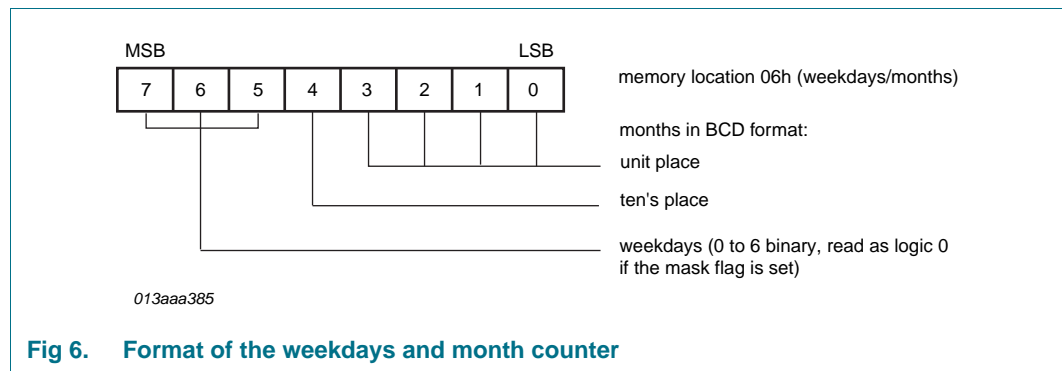 MSB LSB
7 6 5 4 3 2 1 0
memory location 06h (weekdays/months)
months in BCD format:
unit place
ten's place
weekdays (0 to 6 binary, read as logic 0
if the mask flag is set)
013aaa385
Fig 6. Format of the weekdays and month counter